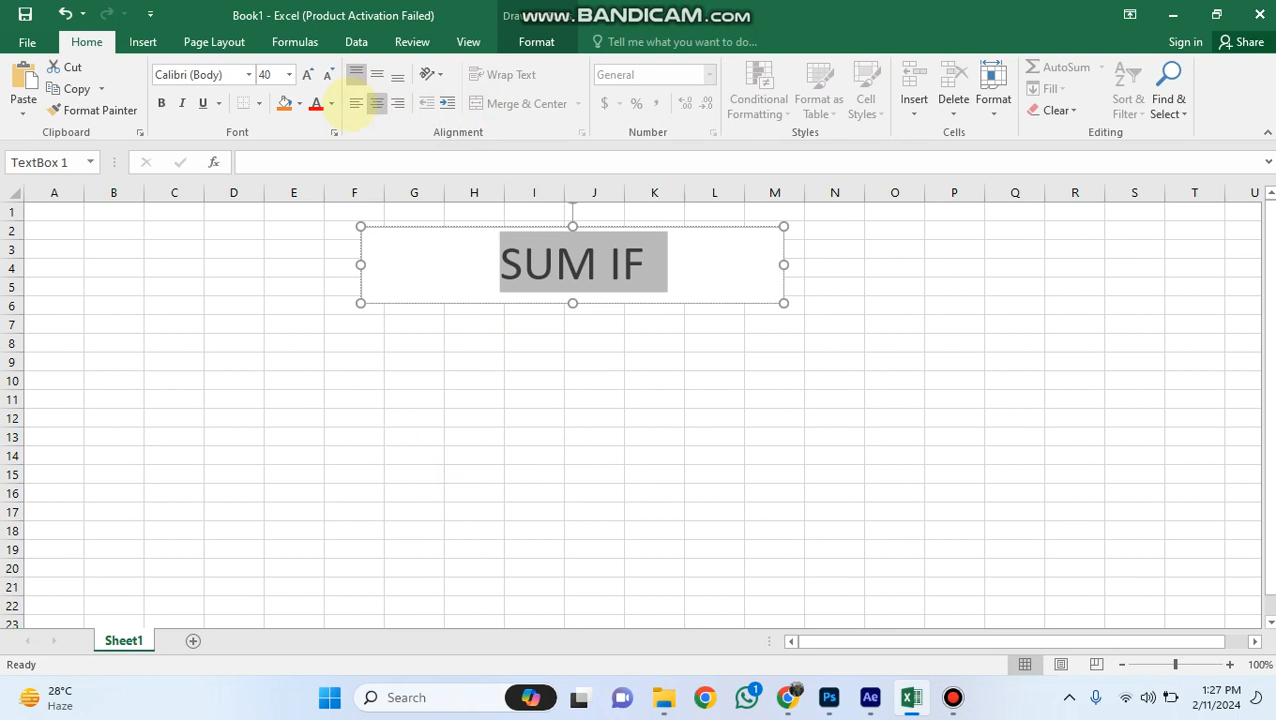 Book1 - Excel (Product Activation Failed)
www.BANDICAM.com
File Home Insert Page Layout Formulas Data Review View Format Tell me what you want to do... Sign in Share
Cut
Copy
Format Painter
Paste
Clipboard
Calibri (Body) 40
B I U
Font
Wrap Text
Merge & Center
Alignment
General
$ % ,
Number
Conditional Formatting
Format as Table
Cell Styles
Styles
Insert Delete Format
Cells
AutoSum
Fill
Clear
Sort & Filter
Find & Select
Editing
TextBox 1 fx
A B C D E F G H I J K L M N O P Q R S T U
1
2
3
4
5
6
7
8
9
10
11
12
13
14
15
16
17
18
19
20
21
22
23
SUM IF
Sheet1
Ready 100%
28°C
Haze
Search
1
1:27 PM
2/11/2024